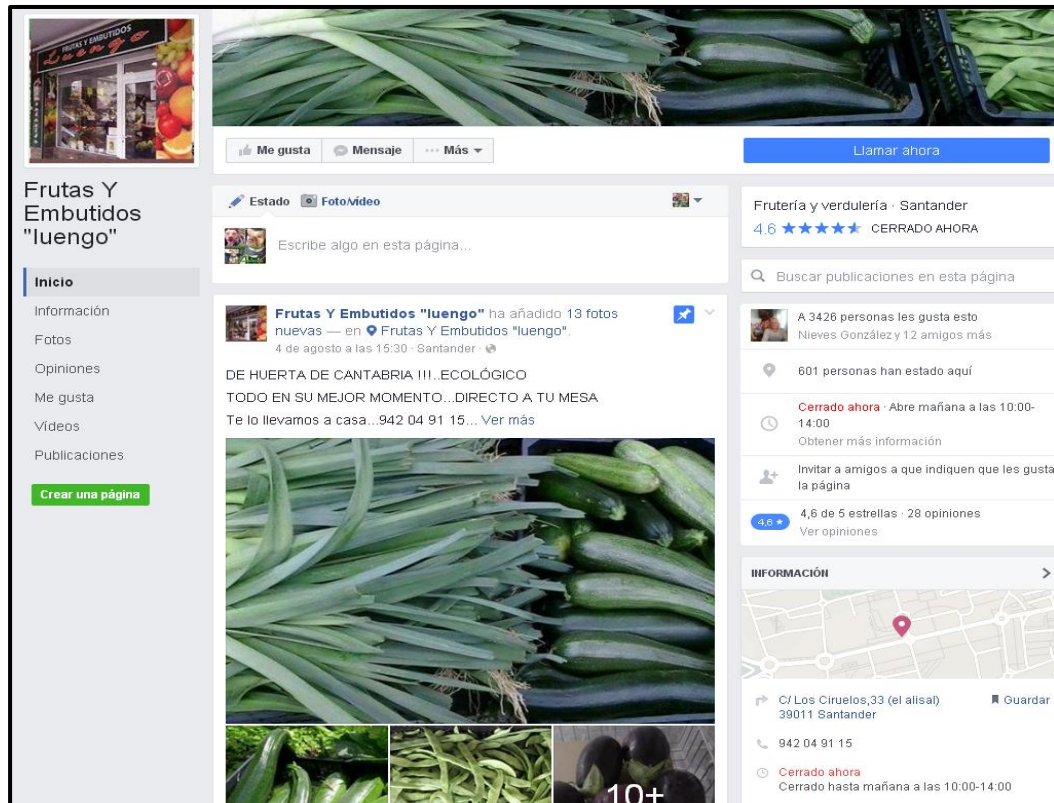 FRUTAS Y EMBUTIDOS
Luengo
Frutas Y
Embutidos
"luengo"
Inicio
Información
Fotos
Opiniones
Me gusta
Vídeos
Publicaciones
Crear una página
Me gusta
Mensaje
Más
Llamar ahora
Estado
Foto/vídeo
Escribe algo en esta página...
Frutas Y Embutidos "luengo" ha añadido 13 fotos
nuevas — en Frutas Y Embutidos "luengo".
4 de agosto a las 15:30 · Santander ·
DE HUERTA DE CANTABRIA !!!..ECOLÓGICO
TODO EN SU MEJOR MOMENTO...DIRECTO A TU MESA
Te lo llevamos a casa...942 04 91 15... Ver más
10+
Frutería y verdulería · Santander
4.6 ★★★★★ CERRADO AHORA
Buscar publicaciones en esta página
A 3426 personas les gusta esto
Nieves González y 12 amigos más
601 personas han estado aquí
Cerrado ahora · Abre mañana a las 10:00-
14:00
Obtener más información
Invitar a amigos a que indiquen que les gusta
la página
4,6 ★
4,6 de 5 estrellas · 28 opiniones
Ver opiniones
INFORMACIÓN
C/ Los Ciruelos,33 (el alisal)
39011 Santander
Guardar
942 04 91 15
Cerrado ahora
Cerrado hasta mañana a las 10:00-14:00